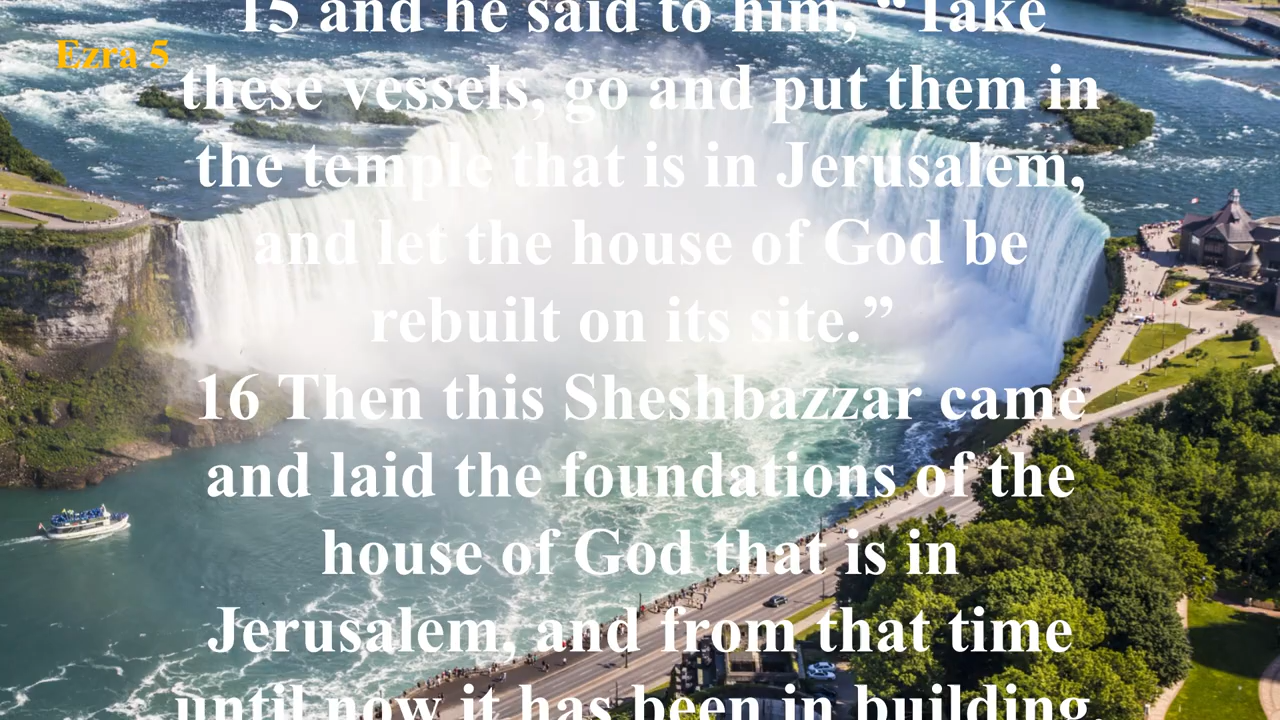 15 and he said to him, “Take
Ezra 5
these vessels, go and put them in
the temple that is in Jerusalem,
and let the house of God be
rebuilt on its site.”
16 Then this Sheshbazzar came
and laid the foundations of the
house of God that is in
Jerusalem, and from that time
until now it has been in building,